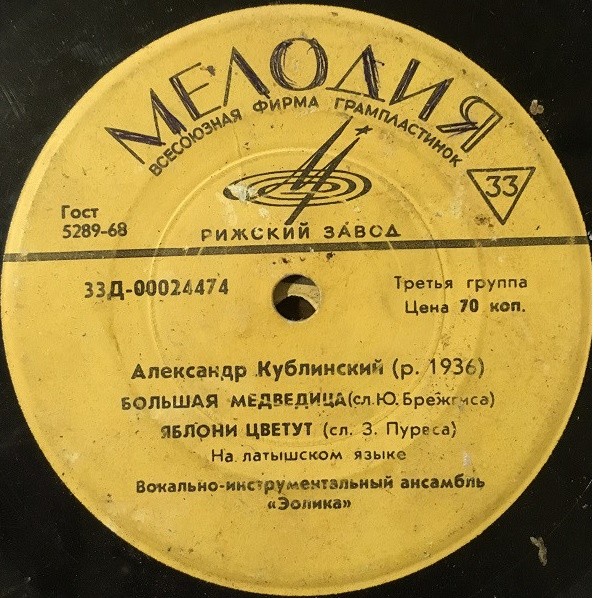 МЕЛОДИЯ
ВСЕСОЮЗНАЯ ФИРМА ГРАМПЛАСТИНОК
33
Гост
5289-68
РИЖСКИЙ ЗАВОД
33Д-00024474
Третья группа
Цена 70 коп.
Александр Кублинский (р. 1936)
БОЛЬШАЯ МЕДВЕДИЦА (сл. Ю. Брежгиса)
ЯБЛОНИ ЦВЕТУТ (сл. З. Пурвса)
На латышском языке
Вокально-инструментальный ансамбль
«Эолика»